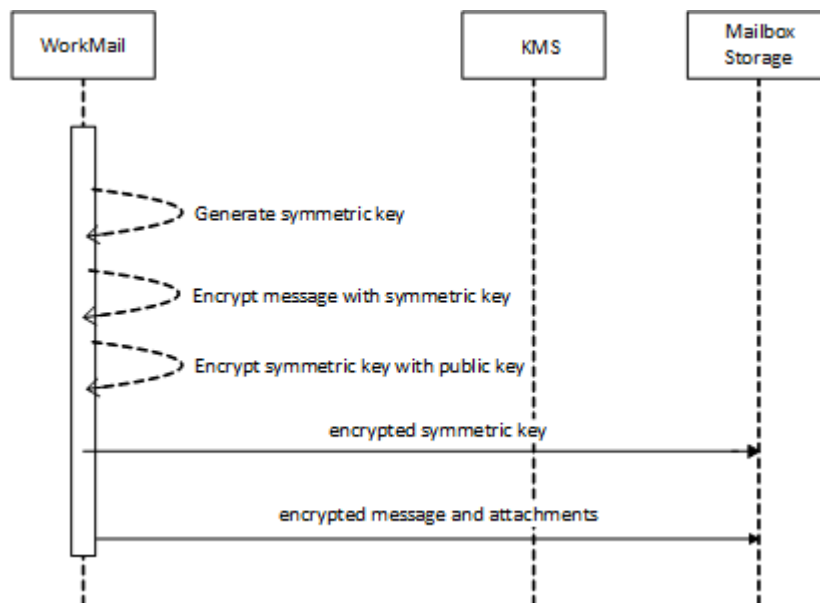 WorkMail
KMS
Mailbox
Storage
Generate symmetric key
Encrypt message with symmetric key
Encrypt symmetric key with public key
encrypted symmetric key
encrypted message and attachments